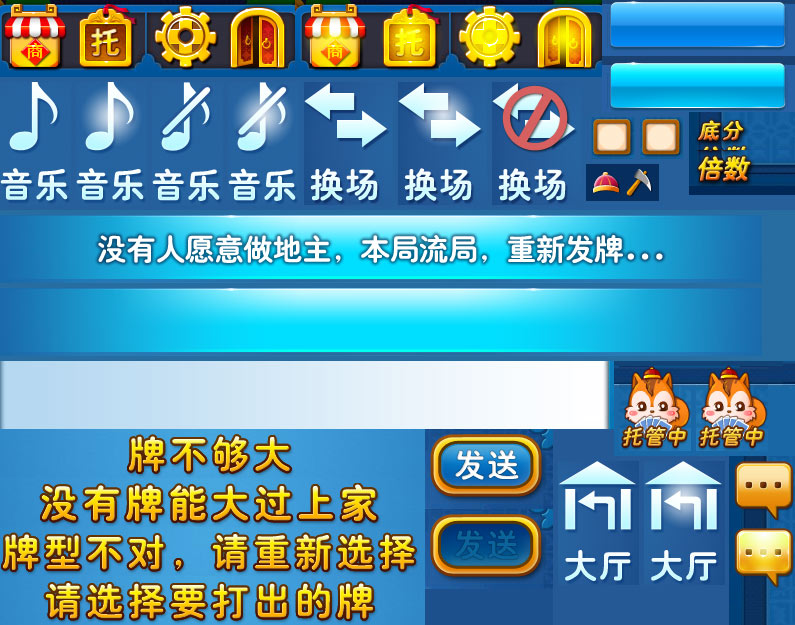 商 托 商 托
底分
倍数
音乐 音乐 音乐 音乐 换场 换场 换场
没有人愿意做地主，本局流局，重新发牌...
托管中 托管中
牌不够大
没有牌能大过上家
牌型不对，请重新选择
请选择要打出的牌
发送
发送
大厅 大厅